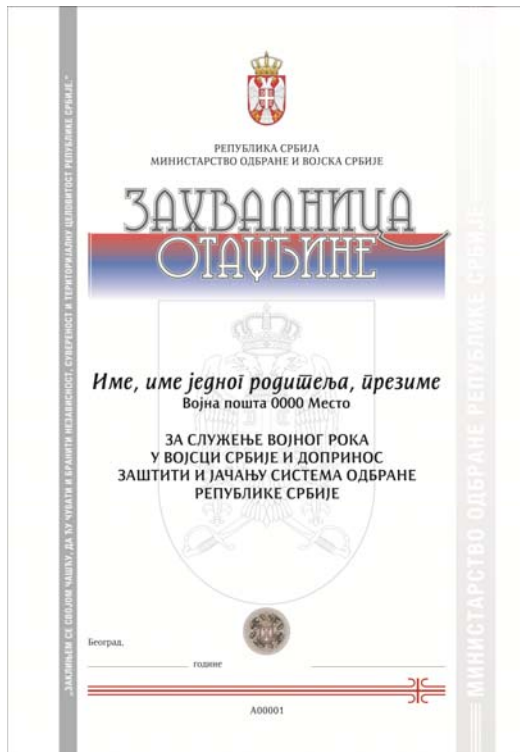 РЕПУБЛИКА СРБИЈА
МИНИСТАРСТВО ОДБРАНЕ И ВОЈСКА СРБИЈЕ
ЗАХВАЛНИЦА
ОТАЏБИНЕ
Име, име једног родитеља, презиме
Војна пошта 0000 Место
ЗА СЛУЖЕЊЕ ВОЈНОГ РОКА
У ВОЈСЦИ СРБИЈЕ И ДОПРИНОС
ЗАШТИТИ И ЈАЧАЊУ СИСТЕМА ОДБРАНЕ
РЕПУБЛИКЕ СРБИЈЕ
Београд,
године
А00001
„ЗАКЛИЊЕМ СЕ СВОЈОМ ЧАШЋУ, ДА ЋУ ЧУВАТИ И БРАНИТИ НЕЗАВИСНОСТ, СУВЕРЕНОСТ И ТЕРИТОРИЈАЛНУ ЦЕЛОВИТОСТ РЕПУБЛИКЕ СРБИЈЕ.“
МИНИСТАРСТВО ОДБРАНЕ РЕПУБЛИКЕ СРБИЈЕ